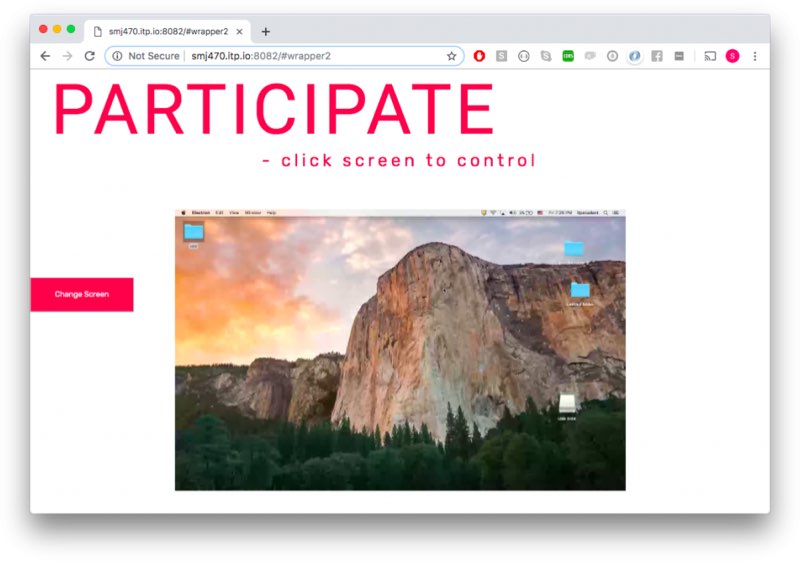 smj470.itp.io:8082/#wrapper2
Not Secure | smj470.itp.io:8082/#wrapper2
PARTICIPATE
- click screen to control
Electron Edit View Window Help
Change Screen